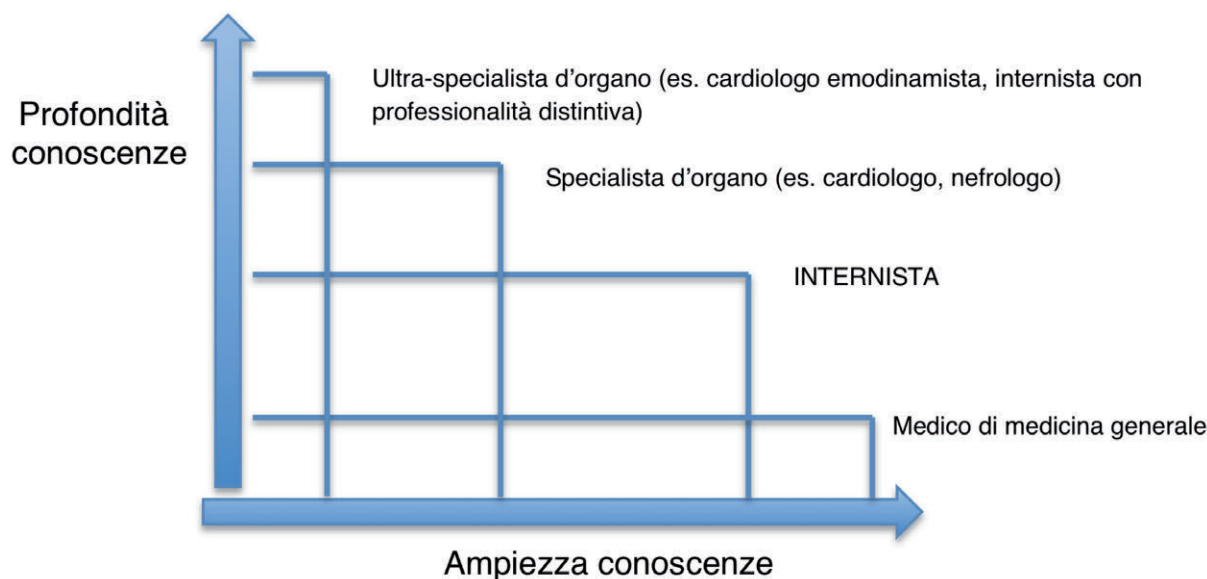 Profondità
conoscenze
Ultra-specialista d’organo (es. cardiologo emodinamista, internista con
professionalità distintiva)
Specialista d’organo (es. cardiologo, nefrologo)
INTERNISTA
Medico di medicina generale
Ampiezza conoscenze